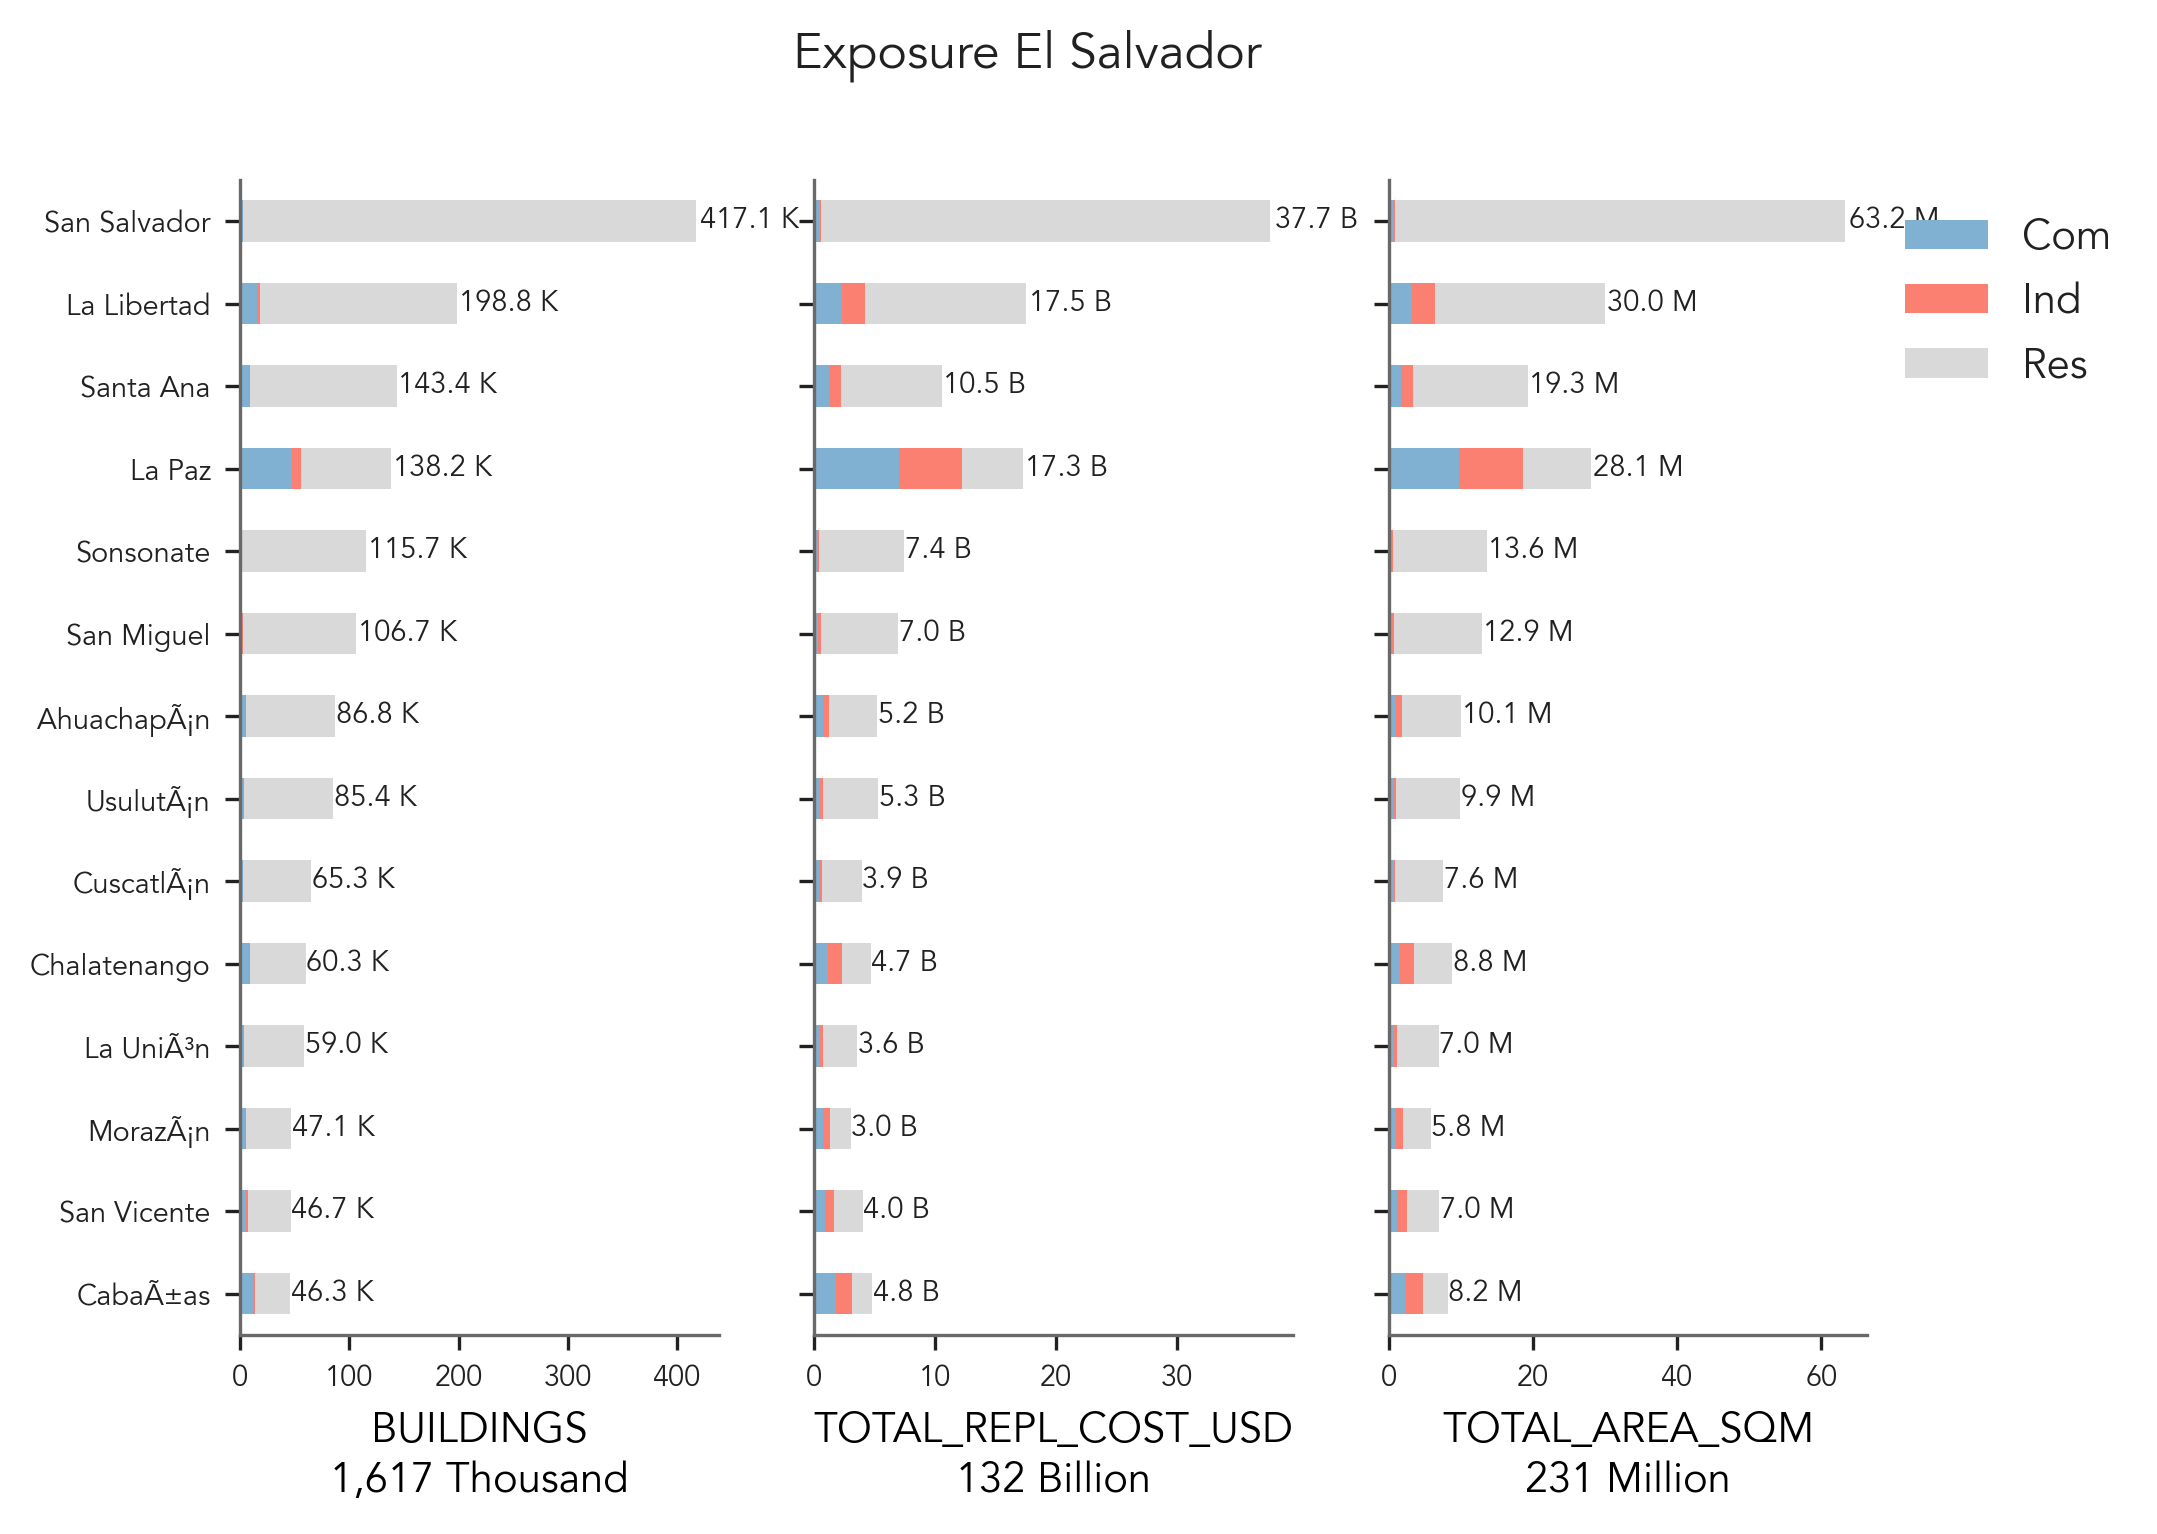 Exposure El Salvador
San Salvador 417.1 K 37.7 B 63.2 M Com
La Libertad 198.8 K 17.5 B 30.0 M Ind
Santa Ana 143.4 K 10.5 B 19.3 M Res
La Paz 138.2 K 17.3 B 28.1 M
Sonsonate 115.7 K 7.4 B 13.6 M
San Miguel 106.7 K 7.0 B 12.9 M
AhuachapÃ¡n 86.8 K 5.2 B 10.1 M
UsulutÃ¡n 85.4 K 5.3 B 9.9 M
CuscatlÃ¡n 65.3 K 3.9 B 7.6 M
Chalatenango 60.3 K 4.7 B 8.8 M
La UniÃ³n 59.0 K 3.6 B 7.0 M
MorazÃ¡n 47.1 K 3.0 B 5.8 M
San Vicente 46.7 K 4.0 B 7.0 M
CabaÃ±as 46.3 K 4.8 B 8.2 M
0 100 200 300 400 0 10 20 30 0 20 40 60
BUILDINGS TOTAL_REPL_COST_USD TOTAL_AREA_SQM
1,617 Thousand 132 Billion 231 Million